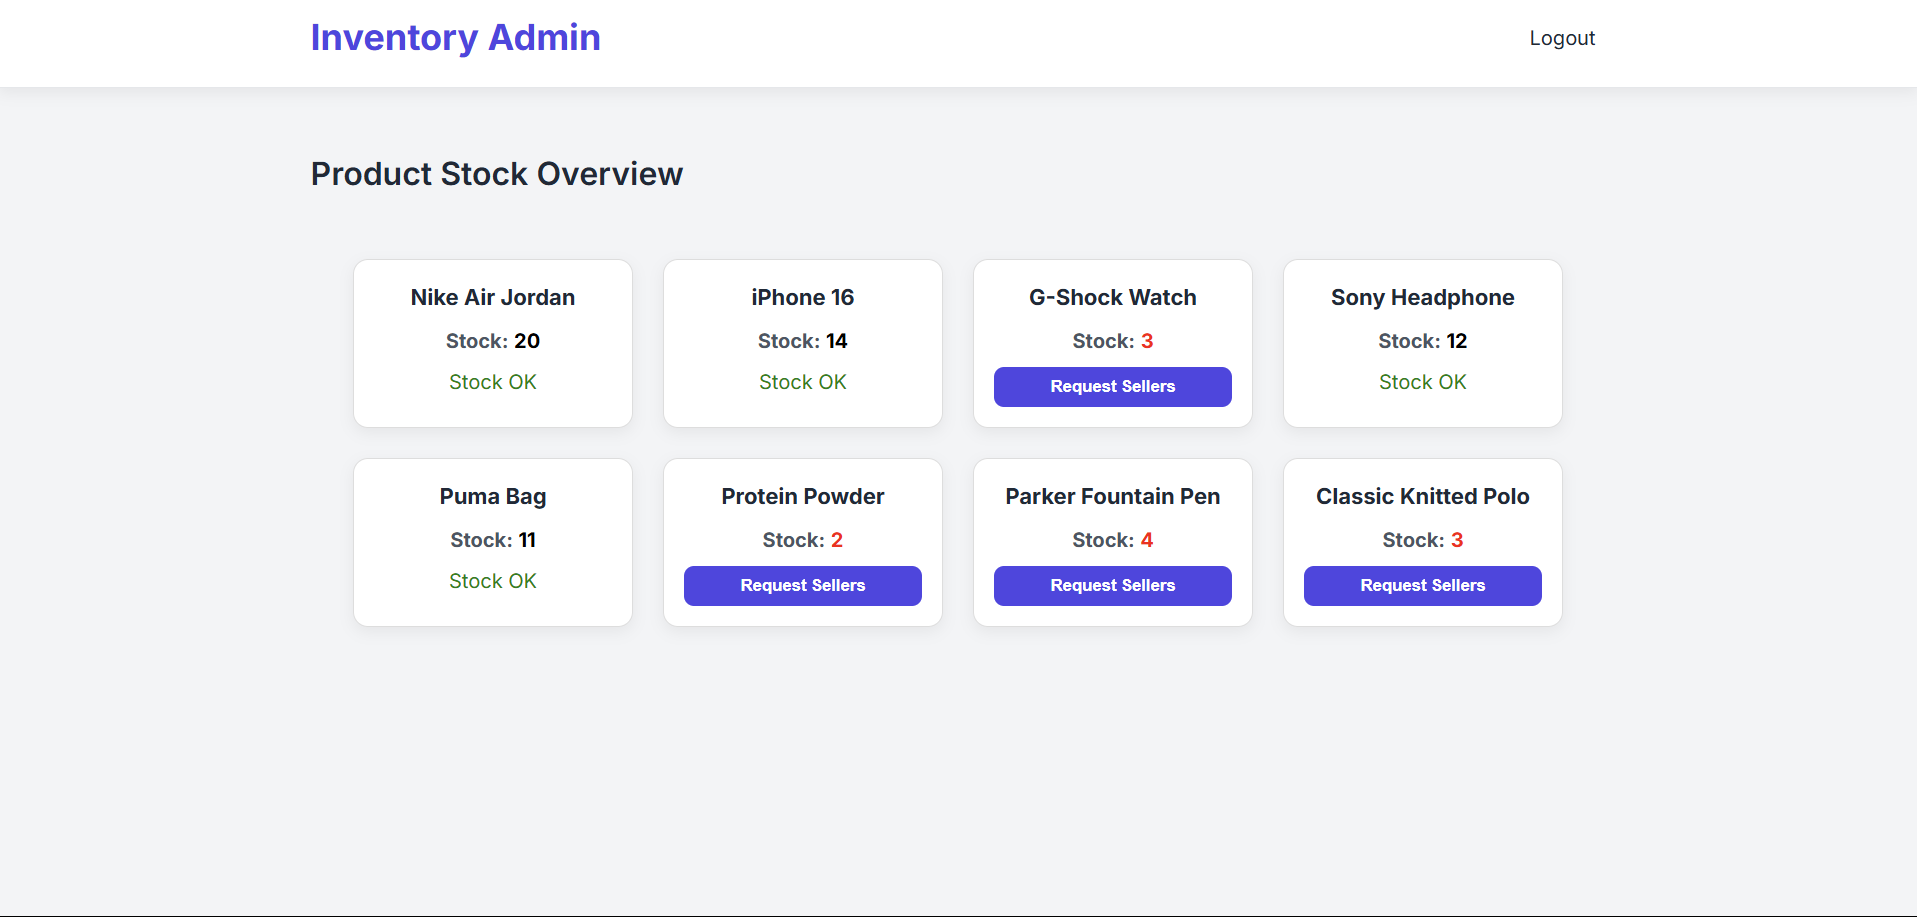 Inventory Admin
Logout
Product Stock Overview
Nike Air Jordan
Stock: 20
Stock OK
iPhone 16
Stock: 14
Stock OK
G-Shock Watch
Stock: 3
Request Sellers
Sony Headphone
Stock: 12
Stock OK
Puma Bag
Stock: 11
Stock OK
Protein Powder
Stock: 2
Request Sellers
Parker Fountain Pen
Stock: 4
Request Sellers
Classic Knitted Polo
Stock: 3
Request Sellers